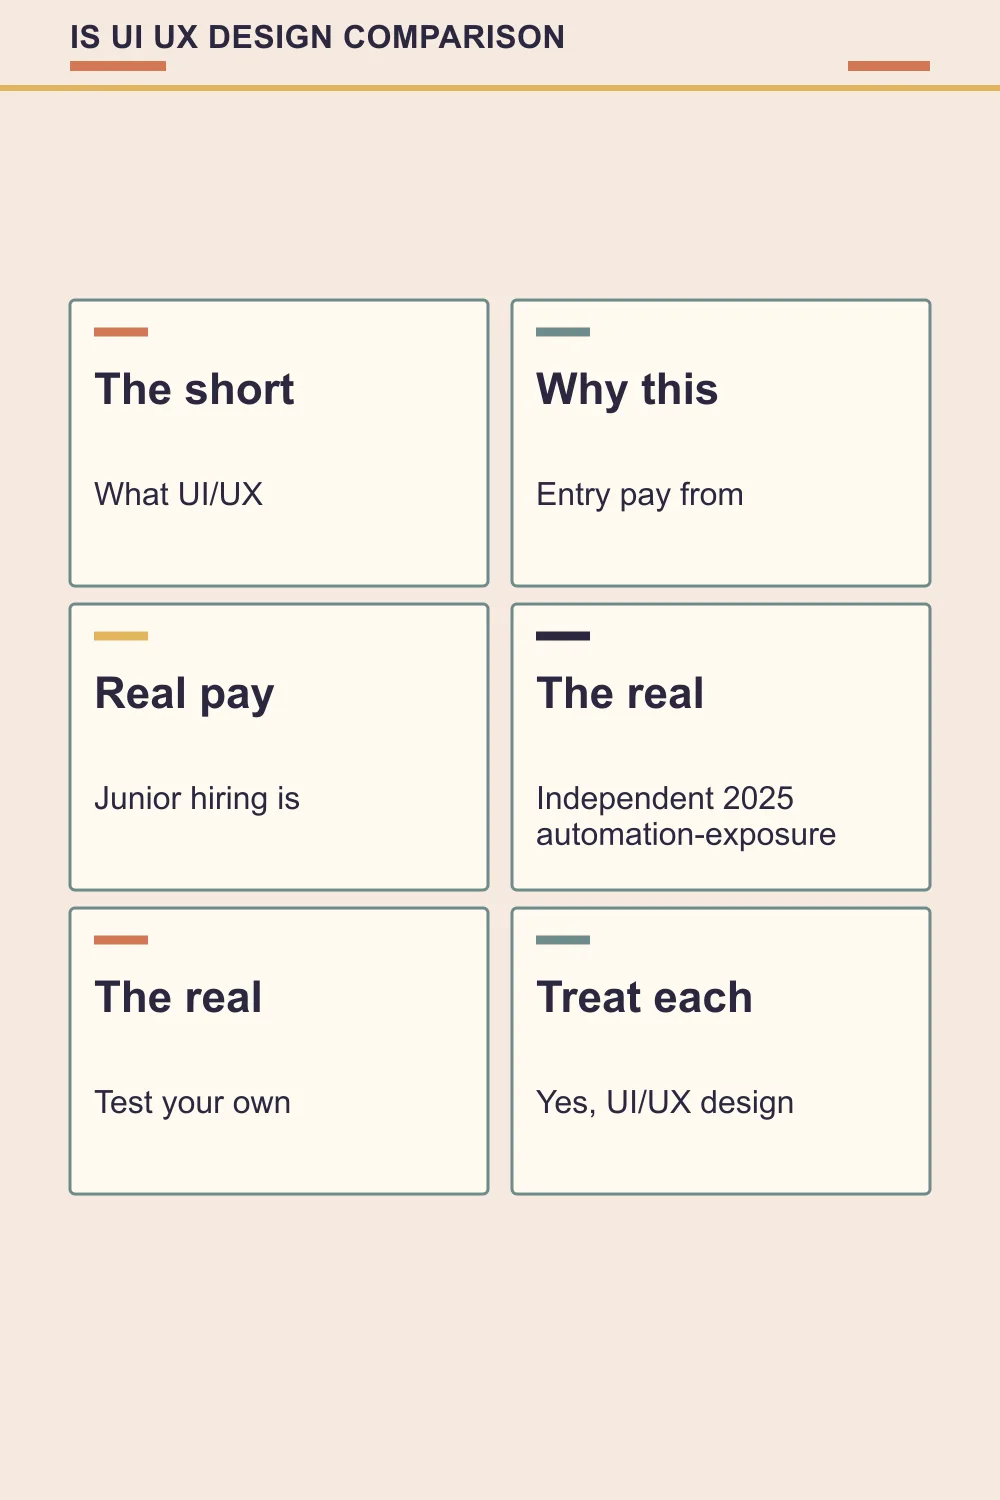 IS UI UX DESIGN COMPARISON
The short
What UI/UX
Why this
Entry pay from
Real pay
Junior hiring is
The real
Independent 2025
automation-exposure
The real
Test your own
Treat each
Yes, UI/UX design